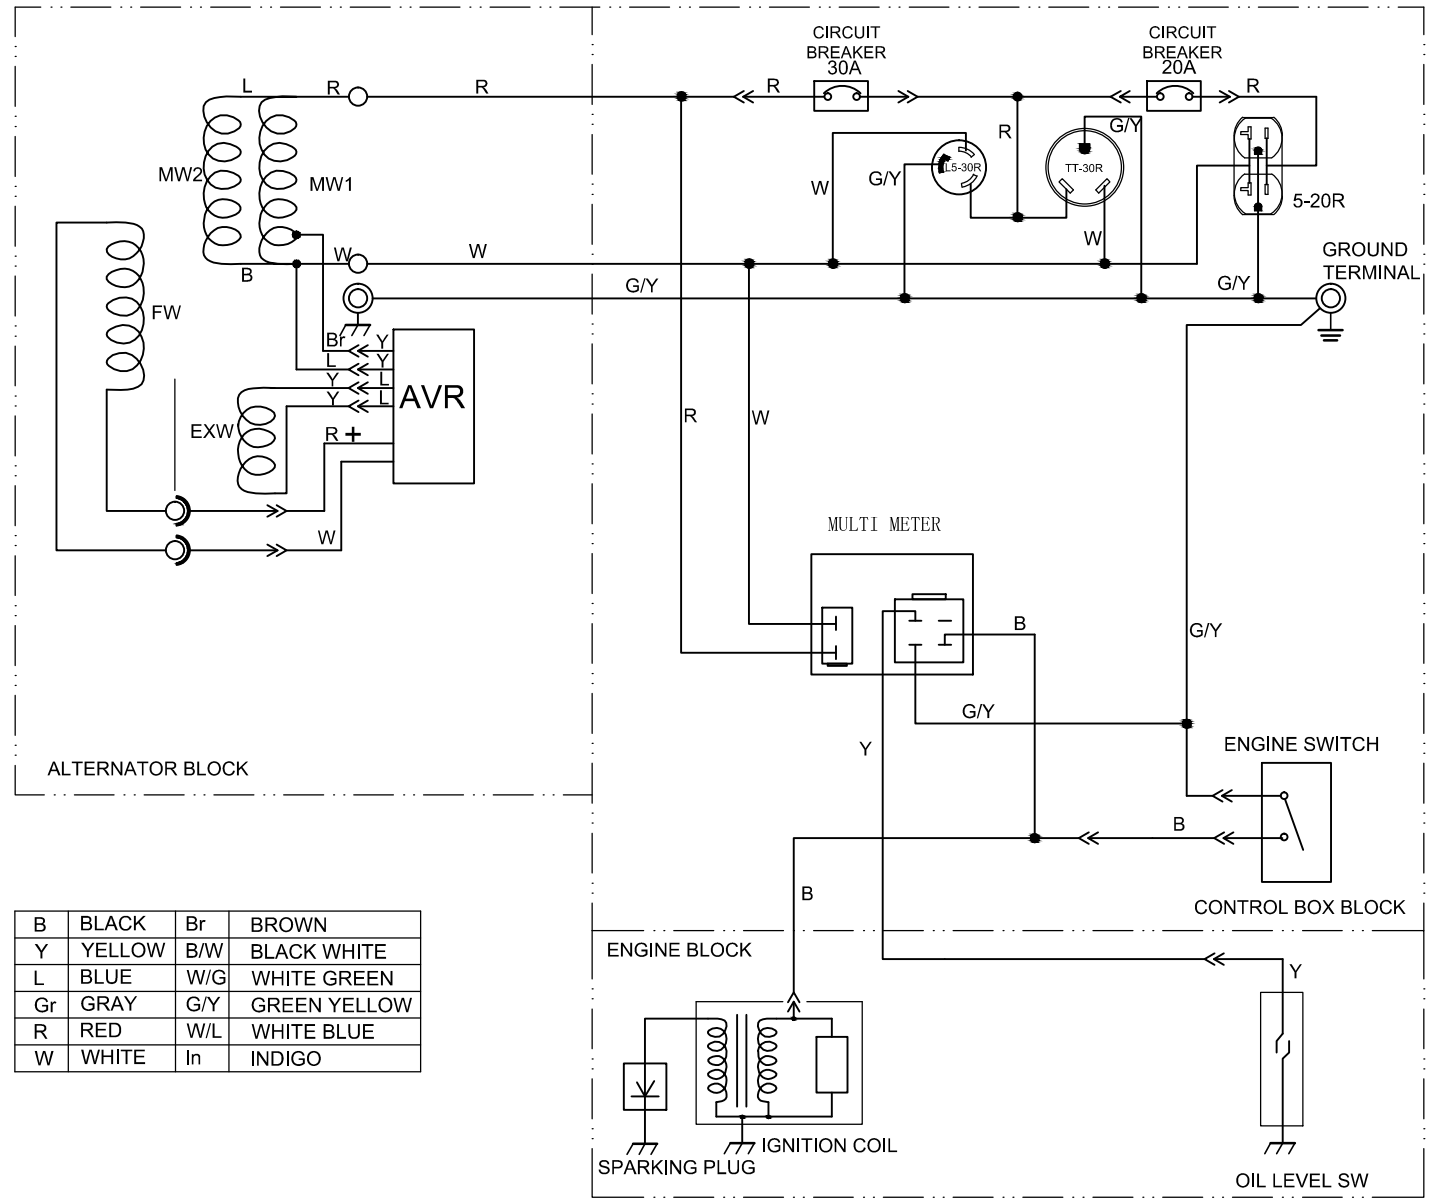 CIRCUIT
BREAKER
30A
CIRCUIT
BREAKER
20A
L
R
R
R
R
G/Y
R
MW2
MW1
W
G/Y
L5-30R
TT-30R
5-20R
W
W
W
B
G/Y
G/Y
GROUND
TERMINAL
FW
Br
Y
L
Y
Y
L
Y
L
AVR
EXW
R +
W
R
W
MULTI METER
B
G/Y
G/Y
Y
ENGINE SWITCH
B
ALTERNATOR BLOCK
B
CONTROL BOX BLOCK
B BLACK Br BROWN
Y YELLOW B/W BLACK WHITE
L BLUE W/G WHITE GREEN
Gr GRAY G/Y GREEN YELLOW
R RED W/L WHITE BLUE
W WHITE In INDIGO
ENGINE BLOCK
Y
IGNITION COIL
SPARKING PLUG
OIL LEVEL SW